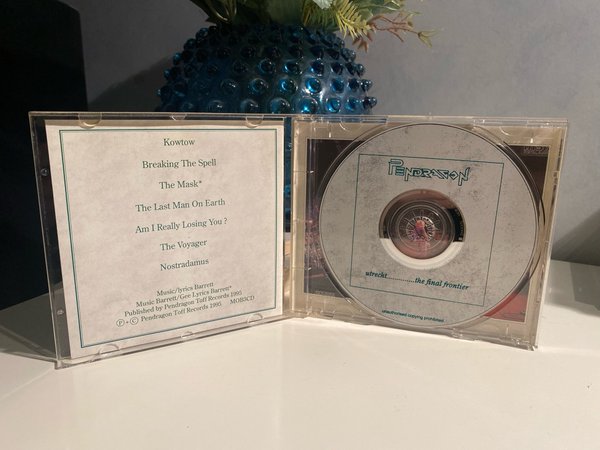 Kowtow
Breaking The Spell
The Mask*
The Last Man On Earth
Am I Really Losing You ?
The Voyager
Nostradamus
Music/lyrics Barrett
Music Barrett/Gee Lyrics Barrett*
Published by Pendragon Toff Records 1995
℗+© Pendragon Toff Records 1995 MOB3CD
PENDRAGON
utrecht............the final frontier
unauthorised copying prohibited